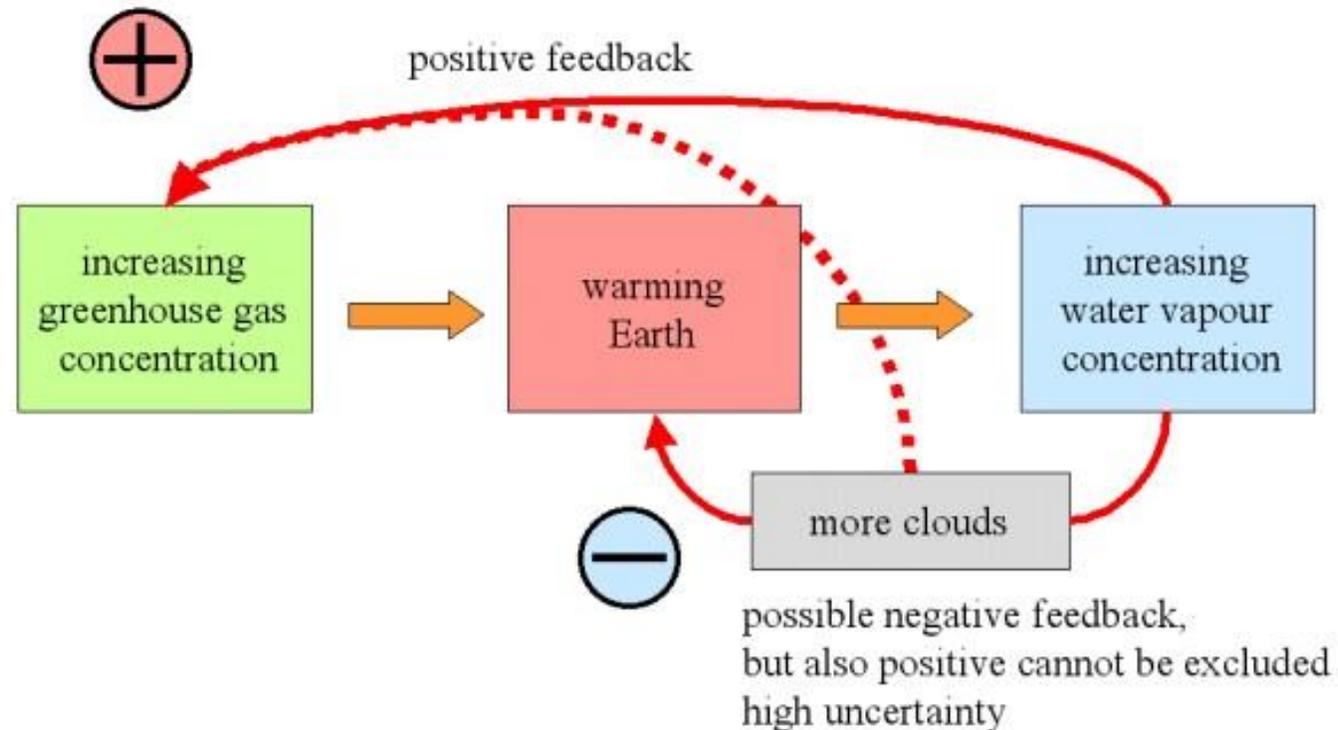 positive feedback
increasing
greenhouse gas
concentration
warming
Earth
increasing
water vapour
concentration
more clouds
possible negative feedback,
but also positive cannot be excluded
high uncertainty